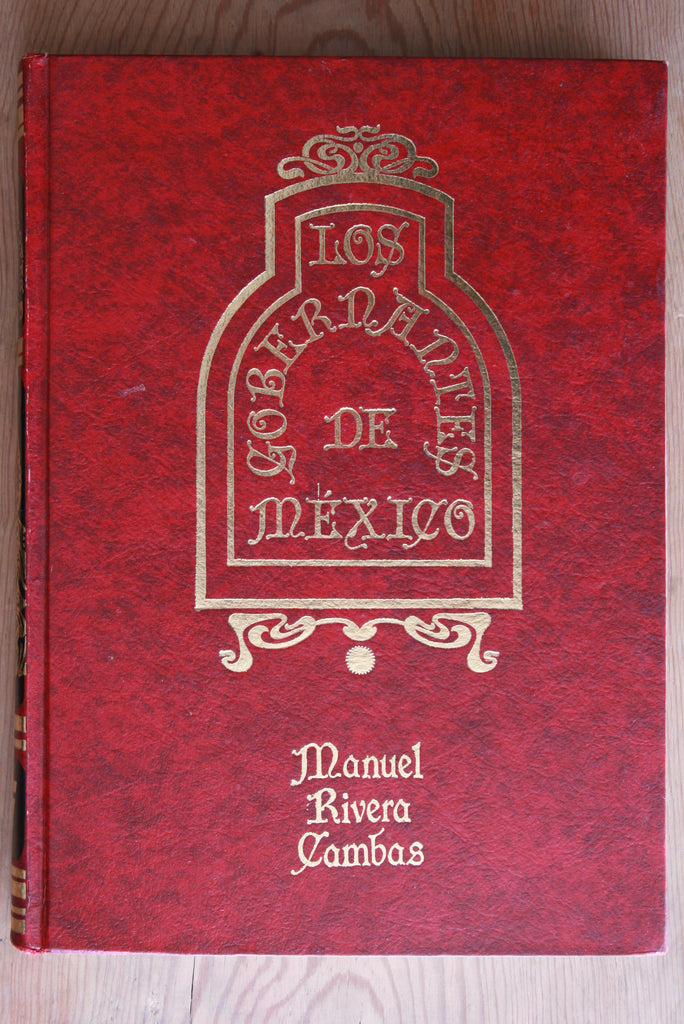 LOS
GOBERNANTES
DE
MÉXICO
Manuel
Rivera
Cambas